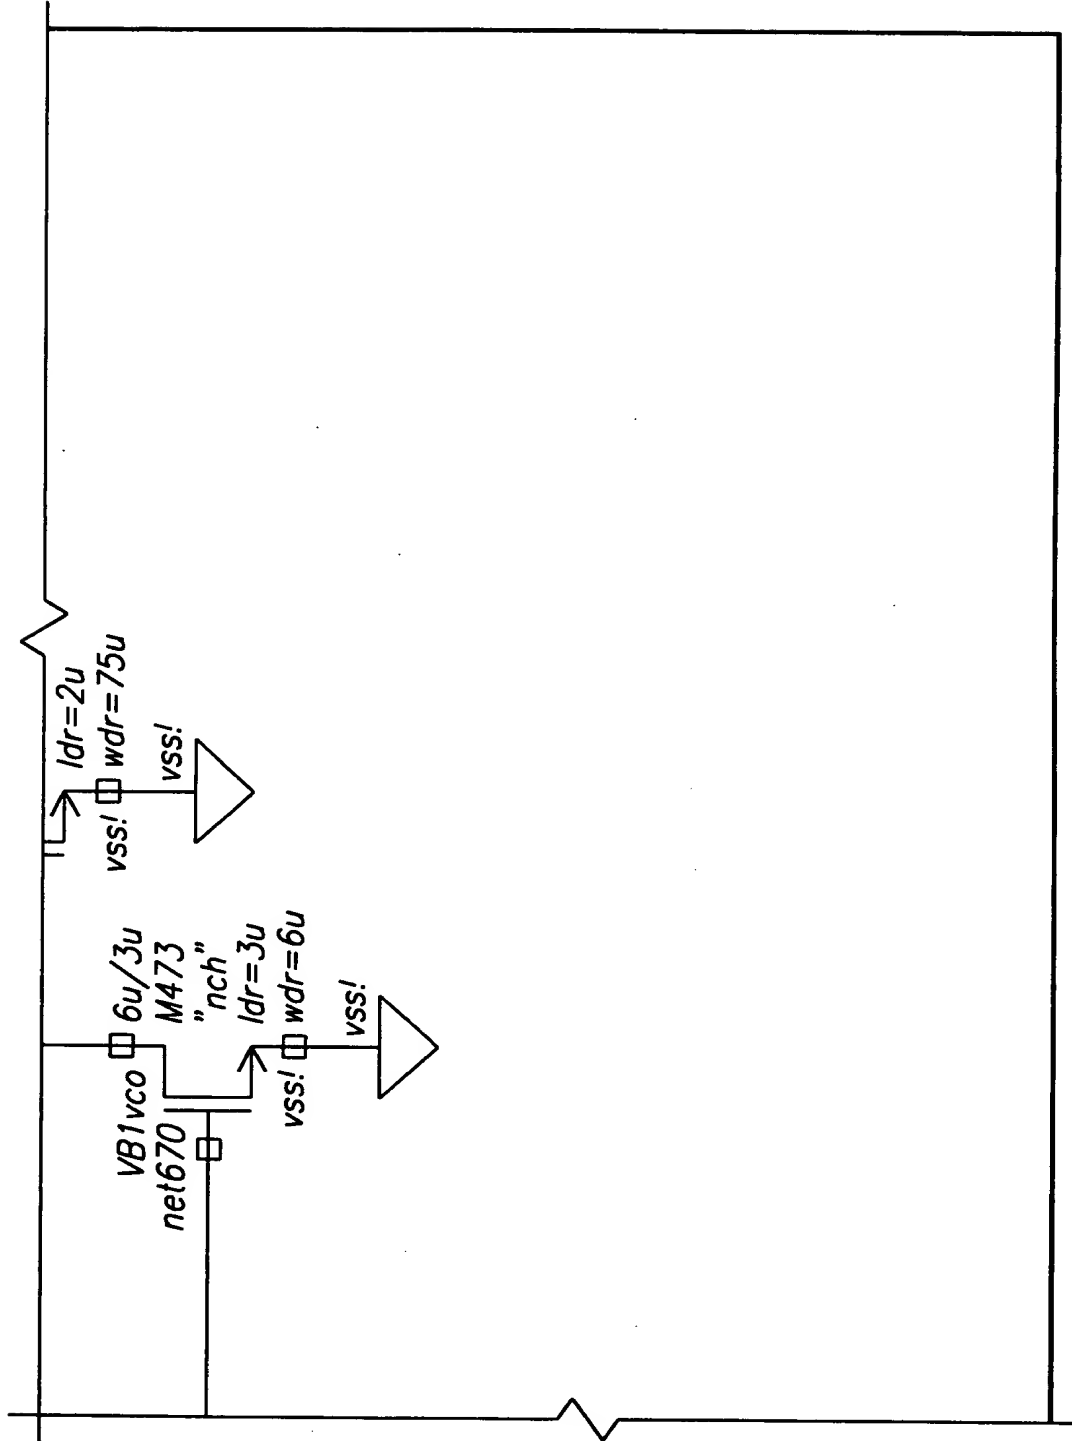 ldr=2u
wdr=75u
vss!
vss!
6u/3u
M473
"nch"
ldr=3u
wdr=6u
vss!
VB1vco
net670
vss!